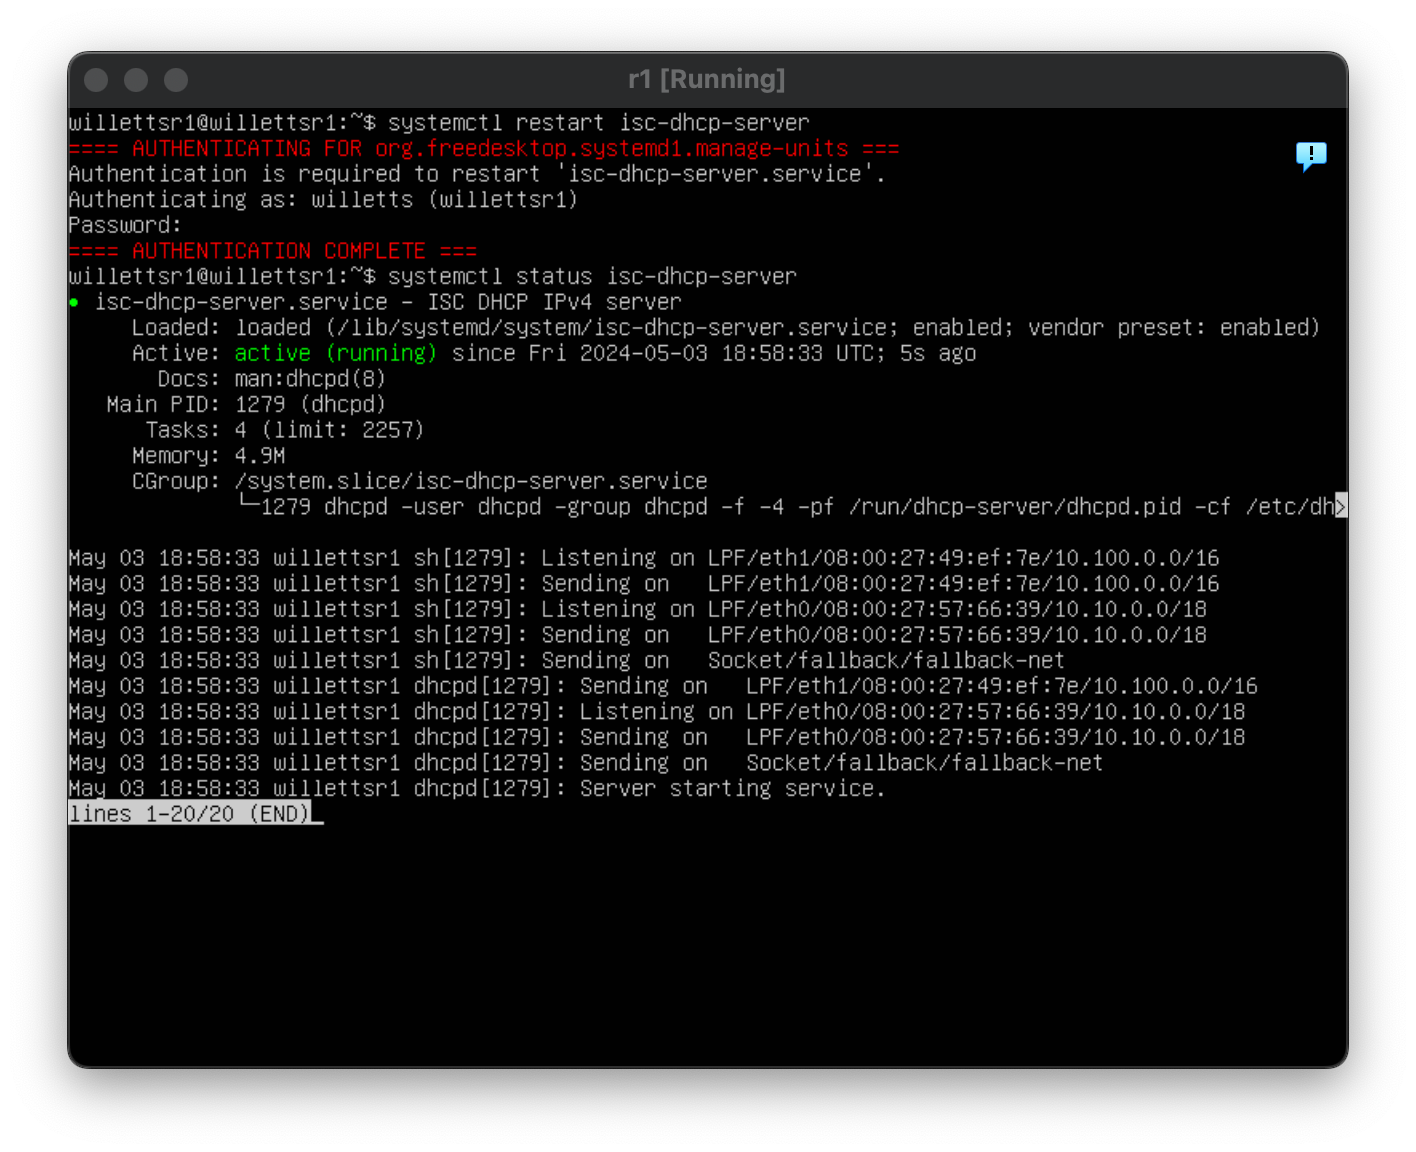 r1 [Running]
willettsr1@willettsr1:~$ systemctl restart isc-dhcp-server
==== AUTHENTICATING FOR org.freedesktop.systemd1.manage-units ===
Authentication is required to restart 'isc-dhcp-server.service'.
Authenticating as: willetts (willettsr1)
Password:
==== AUTHENTICATION COMPLETE ===
willettsr1@willettsr1:~$ systemctl status isc-dhcp-server
● isc-dhcp-server.service - ISC DHCP IPv4 server
     Loaded: loaded (/lib/systemd/system/isc-dhcp-server.service; enabled; vendor preset: enabled)
     Active: active (running) since Fri 2024-05-03 18:58:33 UTC; 5s ago
       Docs: man:dhcpd(8)
   Main PID: 1279 (dhcpd)
      Tasks: 4 (limit: 2257)
     Memory: 4.9M
     CGroup: /system.slice/isc-dhcp-server.service
             └─1279 dhcpd -user dhcpd -group dhcpd -f -4 -pf /run/dhcp-server/dhcpd.pid -cf /etc/dh>
May 03 18:58:33 willettsr1 sh[1279]: Listening on LPF/eth1/08:00:27:49:ef:7e/10.100.0.0/16
May 03 18:58:33 willettsr1 sh[1279]: Sending on   LPF/eth1/08:00:27:49:ef:7e/10.100.0.0/16
May 03 18:58:33 willettsr1 sh[1279]: Listening on LPF/eth0/08:00:27:57:66:39/10.10.0.0/18
May 03 18:58:33 willettsr1 sh[1279]: Sending on   LPF/eth0/08:00:27:57:66:39/10.10.0.0/18
May 03 18:58:33 willettsr1 sh[1279]: Sending on   Socket/fallback/fallback-net
May 03 18:58:33 willettsr1 dhcpd[1279]: Sending on   LPF/eth1/08:00:27:49:ef:7e/10.100.0.0/16
May 03 18:58:33 willettsr1 dhcpd[1279]: Listening on LPF/eth0/08:00:27:57:66:39/10.10.0.0/18
May 03 18:58:33 willettsr1 dhcpd[1279]: Sending on   LPF/eth0/08:00:27:57:66:39/10.10.0.0/18
May 03 18:58:33 willettsr1 dhcpd[1279]: Sending on   Socket/fallback/fallback-net
May 03 18:58:33 willettsr1 dhcpd[1279]: Server starting service.
lines 1-20/20 (END)